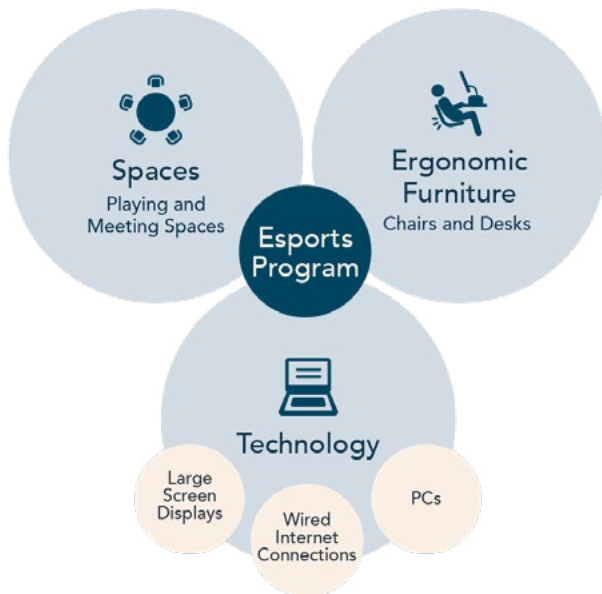 Spaces
Playing and
Meeting Spaces
Ergonomic
Furniture
Chairs and Desks
Esports
Program
Technology
Large
Screen
Displays
Wired
Internet
Connections
PCs